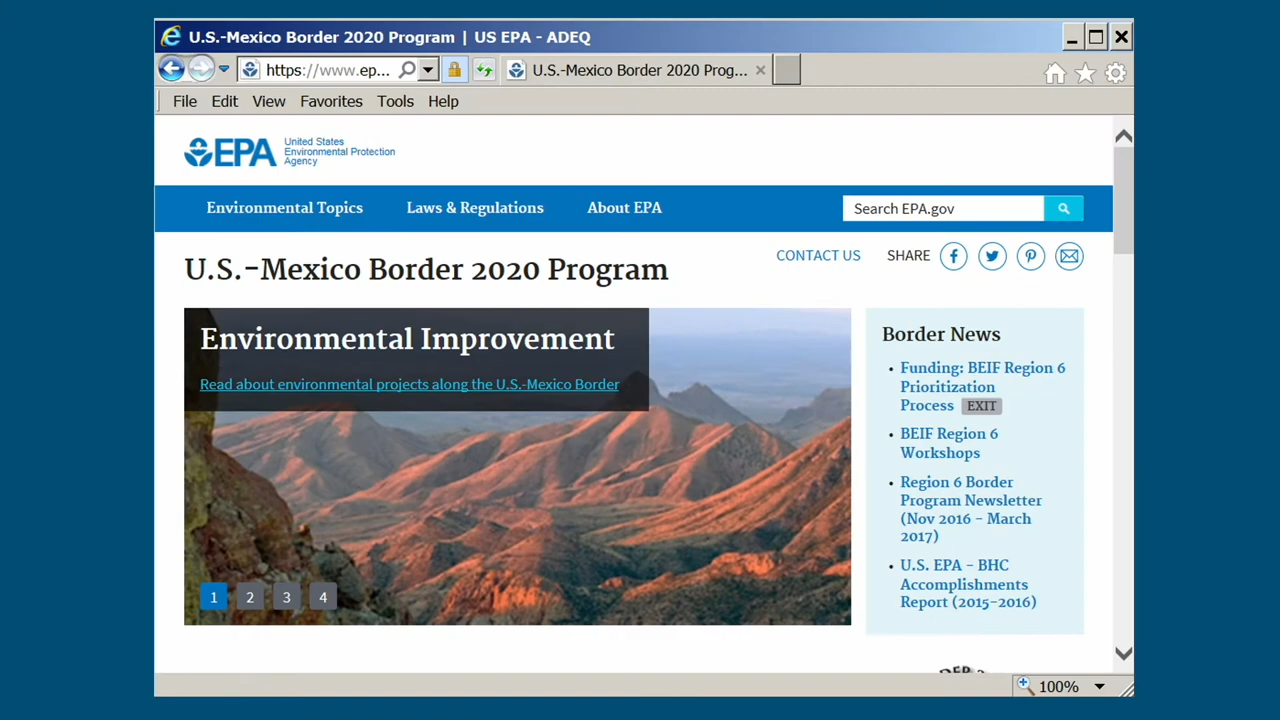 U.S.-Mexico Border 2020 Program | US EPA - ADEQ
https://www.ep...
U.S.-Mexico Border 2020 Prog...
File Edit View Favorites Tools Help
EPA
United States
Environmental Protection
Agency
Environmental Topics Laws & Regulations About EPA Search EPA.gov
CONTACT US SHARE
U.S.-Mexico Border 2020 Program
Environmental Improvement
Read about environmental projects along the U.S.-Mexico Border
1 2 3 4
Border News
• Funding: BEIF Region 6
Prioritization
Process EXIT
• BEIF Region 6
Workshops
• Region 6 Border
Program Newsletter
(Nov 2016 - March
2017)
• U.S. EPA - BHC
Accomplishments
Report (2015-2016)
100%